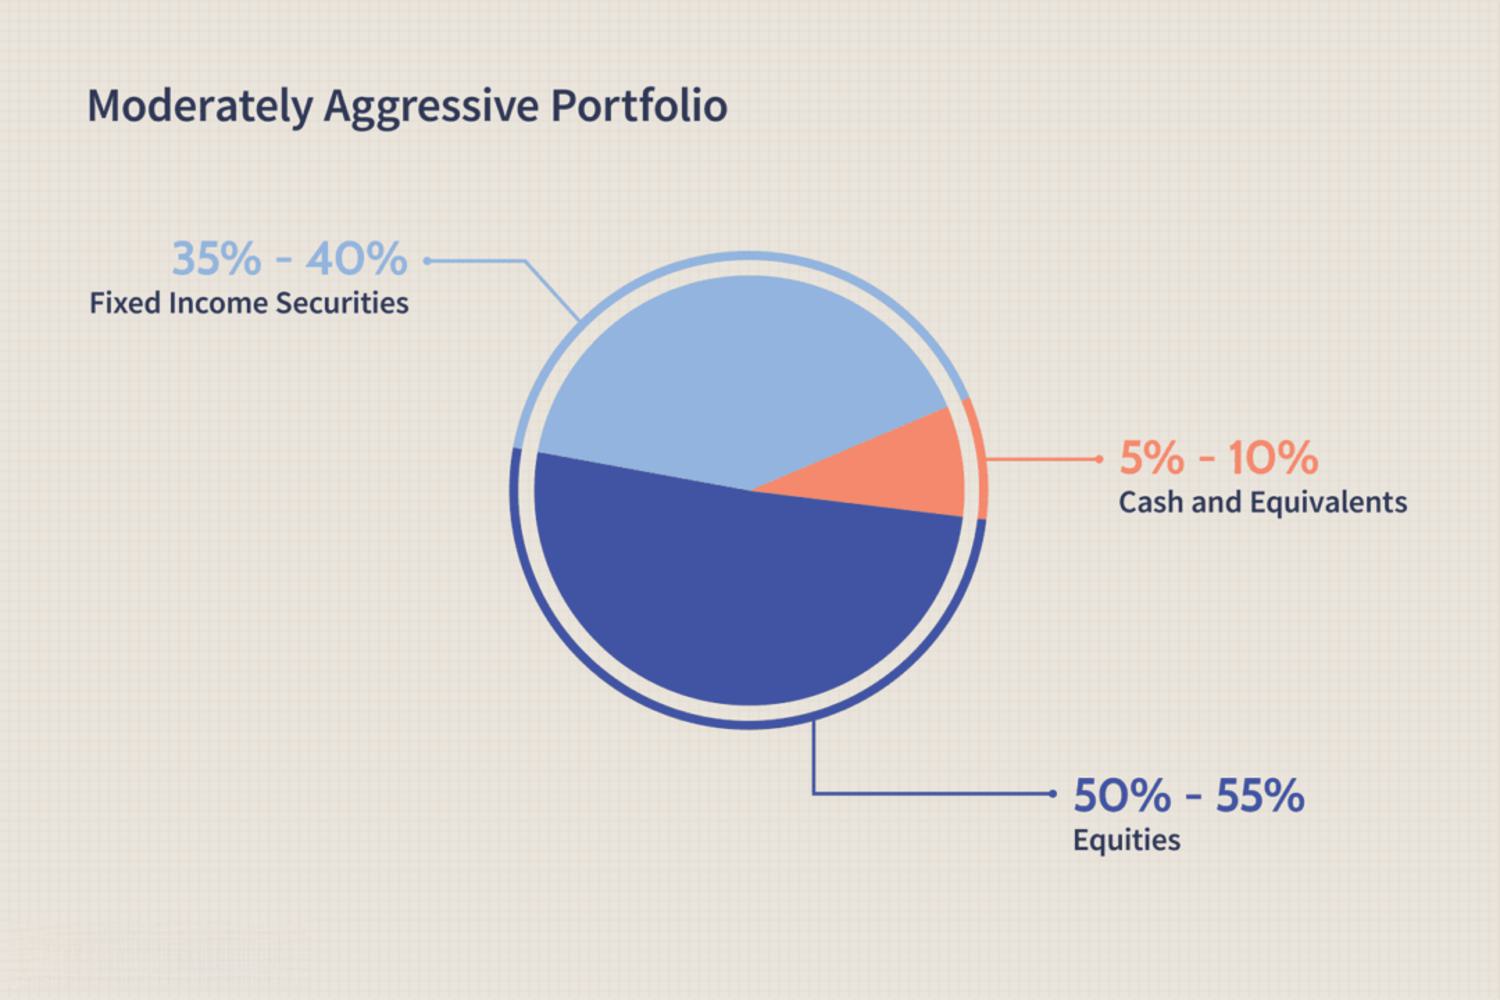 Moderately Aggressive Portfolio
35% - 40%
Fixed Income Securities
5% - 10%
Cash and Equivalents
50% - 55%
Equities